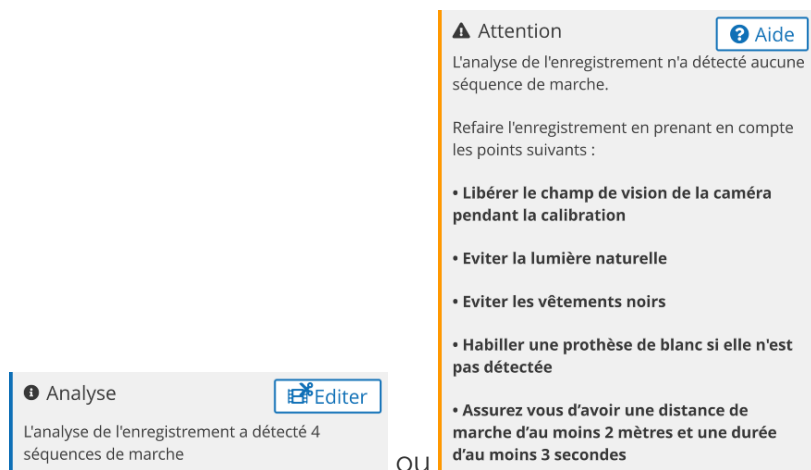 Analyse
Editer
L'analyse de l'enregistrement a détecté 4
séquences de marche
ou
Attention
Aide
L'analyse de l'enregistrement n'a détecté aucune
séquence de marche.
Refaire l'enregistrement en prenant en compte
les points suivants :
• Libérer le champ de vision de la caméra
pendant la calibration
• Eviter la lumière naturelle
• Eviter les vêtements noirs
• Habiller une prothèse de blanc si elle n'est
pas détectée
• Assurez vous d’avoir une distance de
marche d’au moins 2 mètres et une durée
d’au moins 3 secondes